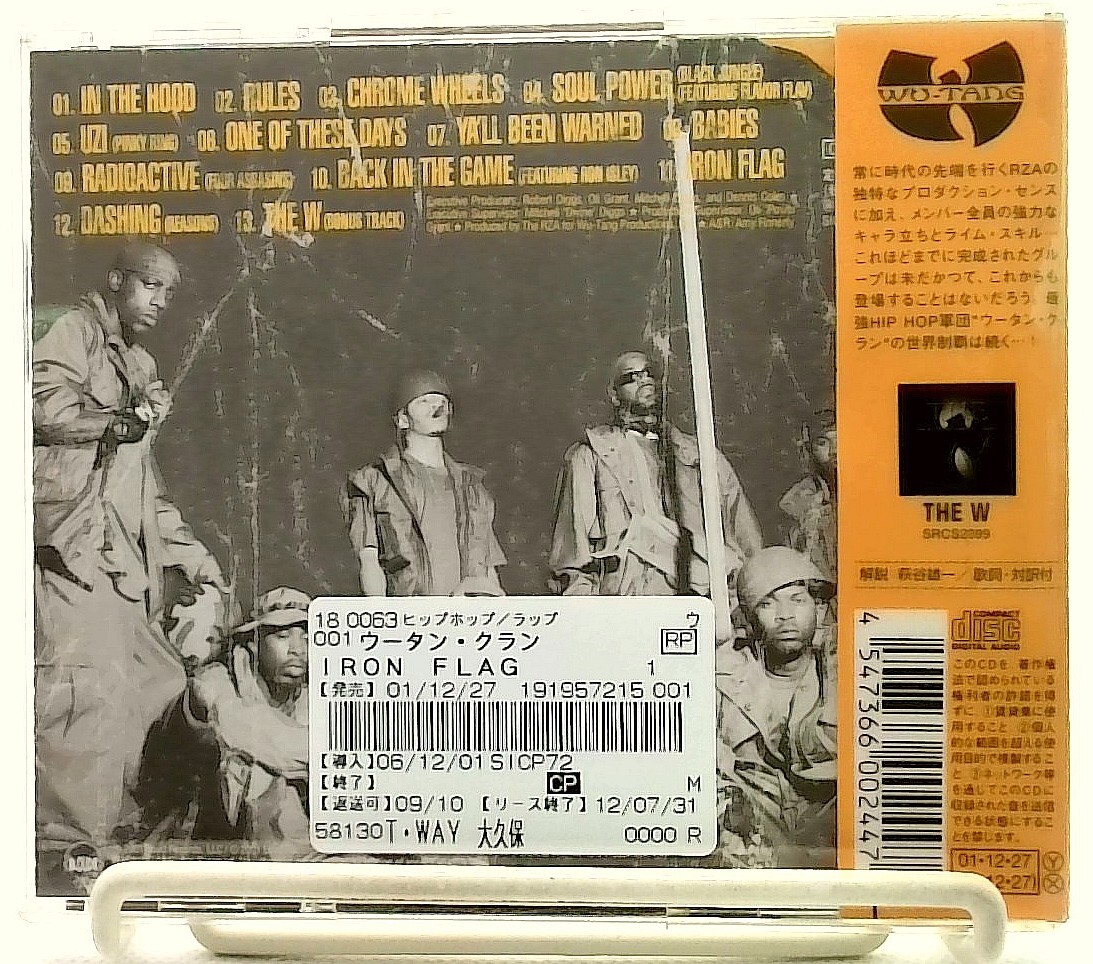 01. IN THE HOOD 02. RULES 03. CHROME WHEELS 04. SOUL POWER (BLACK JUNGLE) (FEATURING FLAVOR FLAV)
05. UZI (PINKY RING) 06. ONE OF THESE DAYS 07. YA'LL BEEN WARNED 08. BABIES
09. RADIOACTIVE (FOUR ASSASSINS) 10. BACK IN THE GAME (FEATURING RON ISLEY) 11. IRON FLAG
12. DASHING (REASONS) 13. THE W (BONUS TRACK)
WU-TANG
常に時代の先端を行くRZAの
独特なプロダクション・センス
に加え、メンバー全員の強力な
キャラ立ちとライム・スキル…
これほどまでに完成されたグル
ープは未だかつて、これからも
登場することはないだろう。最
強HIP HOP軍団"ウータン・ク
ラン"の世界制覇は続く…！
THE W
解説 萩谷雄一／歌詞・対訳付
COMPACT
disc
DIGITAL AUDIO
このCDを、著作権
法で認められている
権利者の許諾を得
ずに ①賃貸業に使
用すること ②個人
的な範囲を超える使
用目的で複製するこ
と ③ネットワーク等
を通じてこのCDに
収録された音を送信
できる状態にするこ
とを禁じます。
4 547366 002447
01・12・27 Y
12・27) X
18 0063 ヒップホップ／ラップ ウ
001 ウータン・クラン RP
IRON FLAG 1
【発売】01/12/27 191957215 001
【導入】06/12/01 SICP72
【終了】 CP M
【返送可】09/10 【リース終了】12/07/31
58130 T・WAY 大久保 0000 R